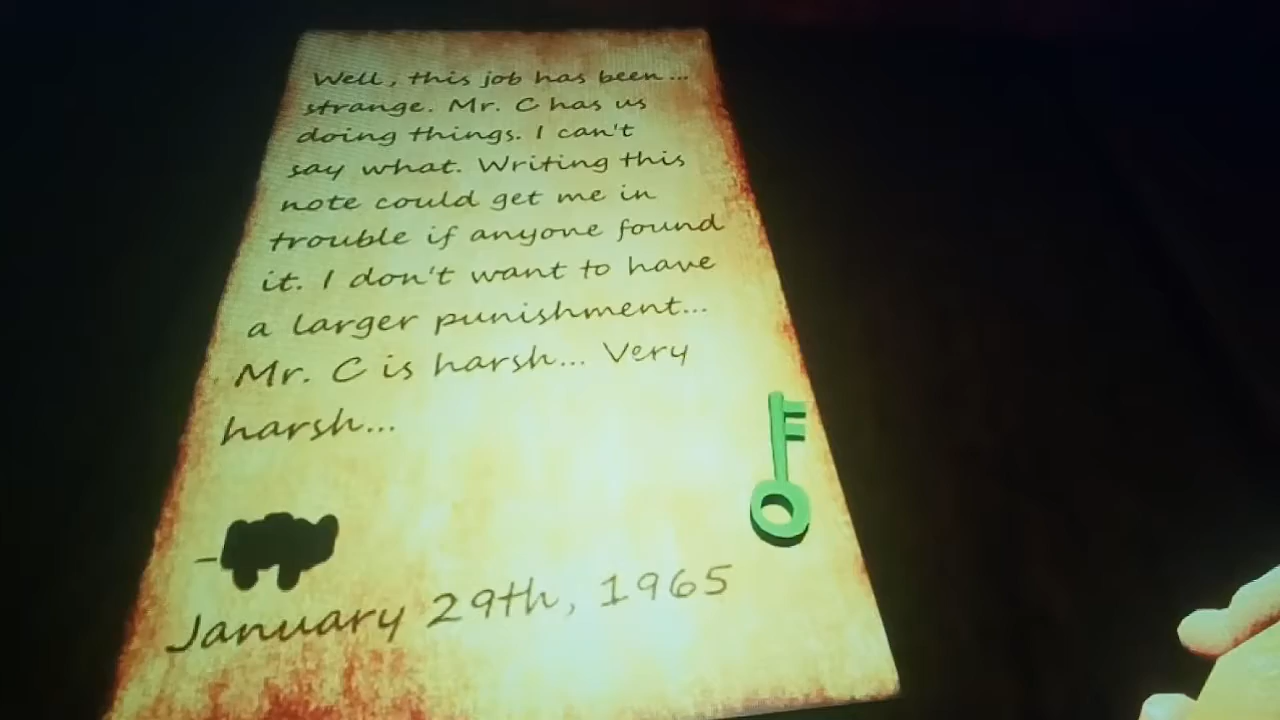 Well, this job has been...
strange. Mr. C has us
doing things. I can't
say what. Writing this
note could get me in
trouble if anyone found
it. I don't want to have
a larger punishment...
Mr. C is harsh... Very
harsh...
-
January 29th, 1965